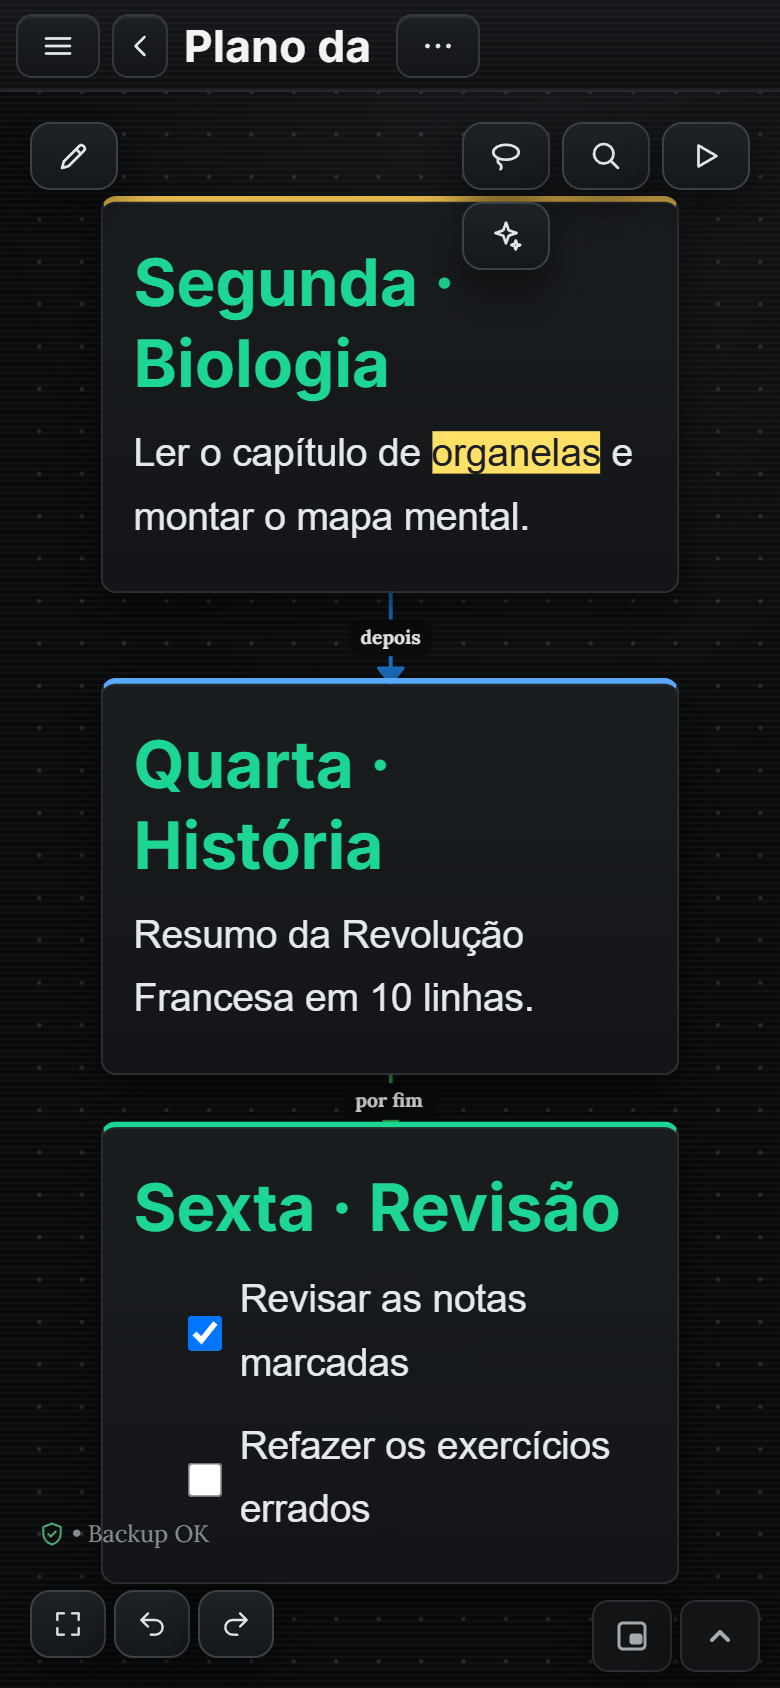 Plano da
Segunda ·
Biologia
Ler o capítulo de organelas e
montar o mapa mental.
depois
Quarta ·
História
Resumo da Revolução
Francesa em 10 linhas.
por fim
Sexta · Revisão
Revisar as notas
marcadas
Refazer os exercícios
errados
• Backup OK